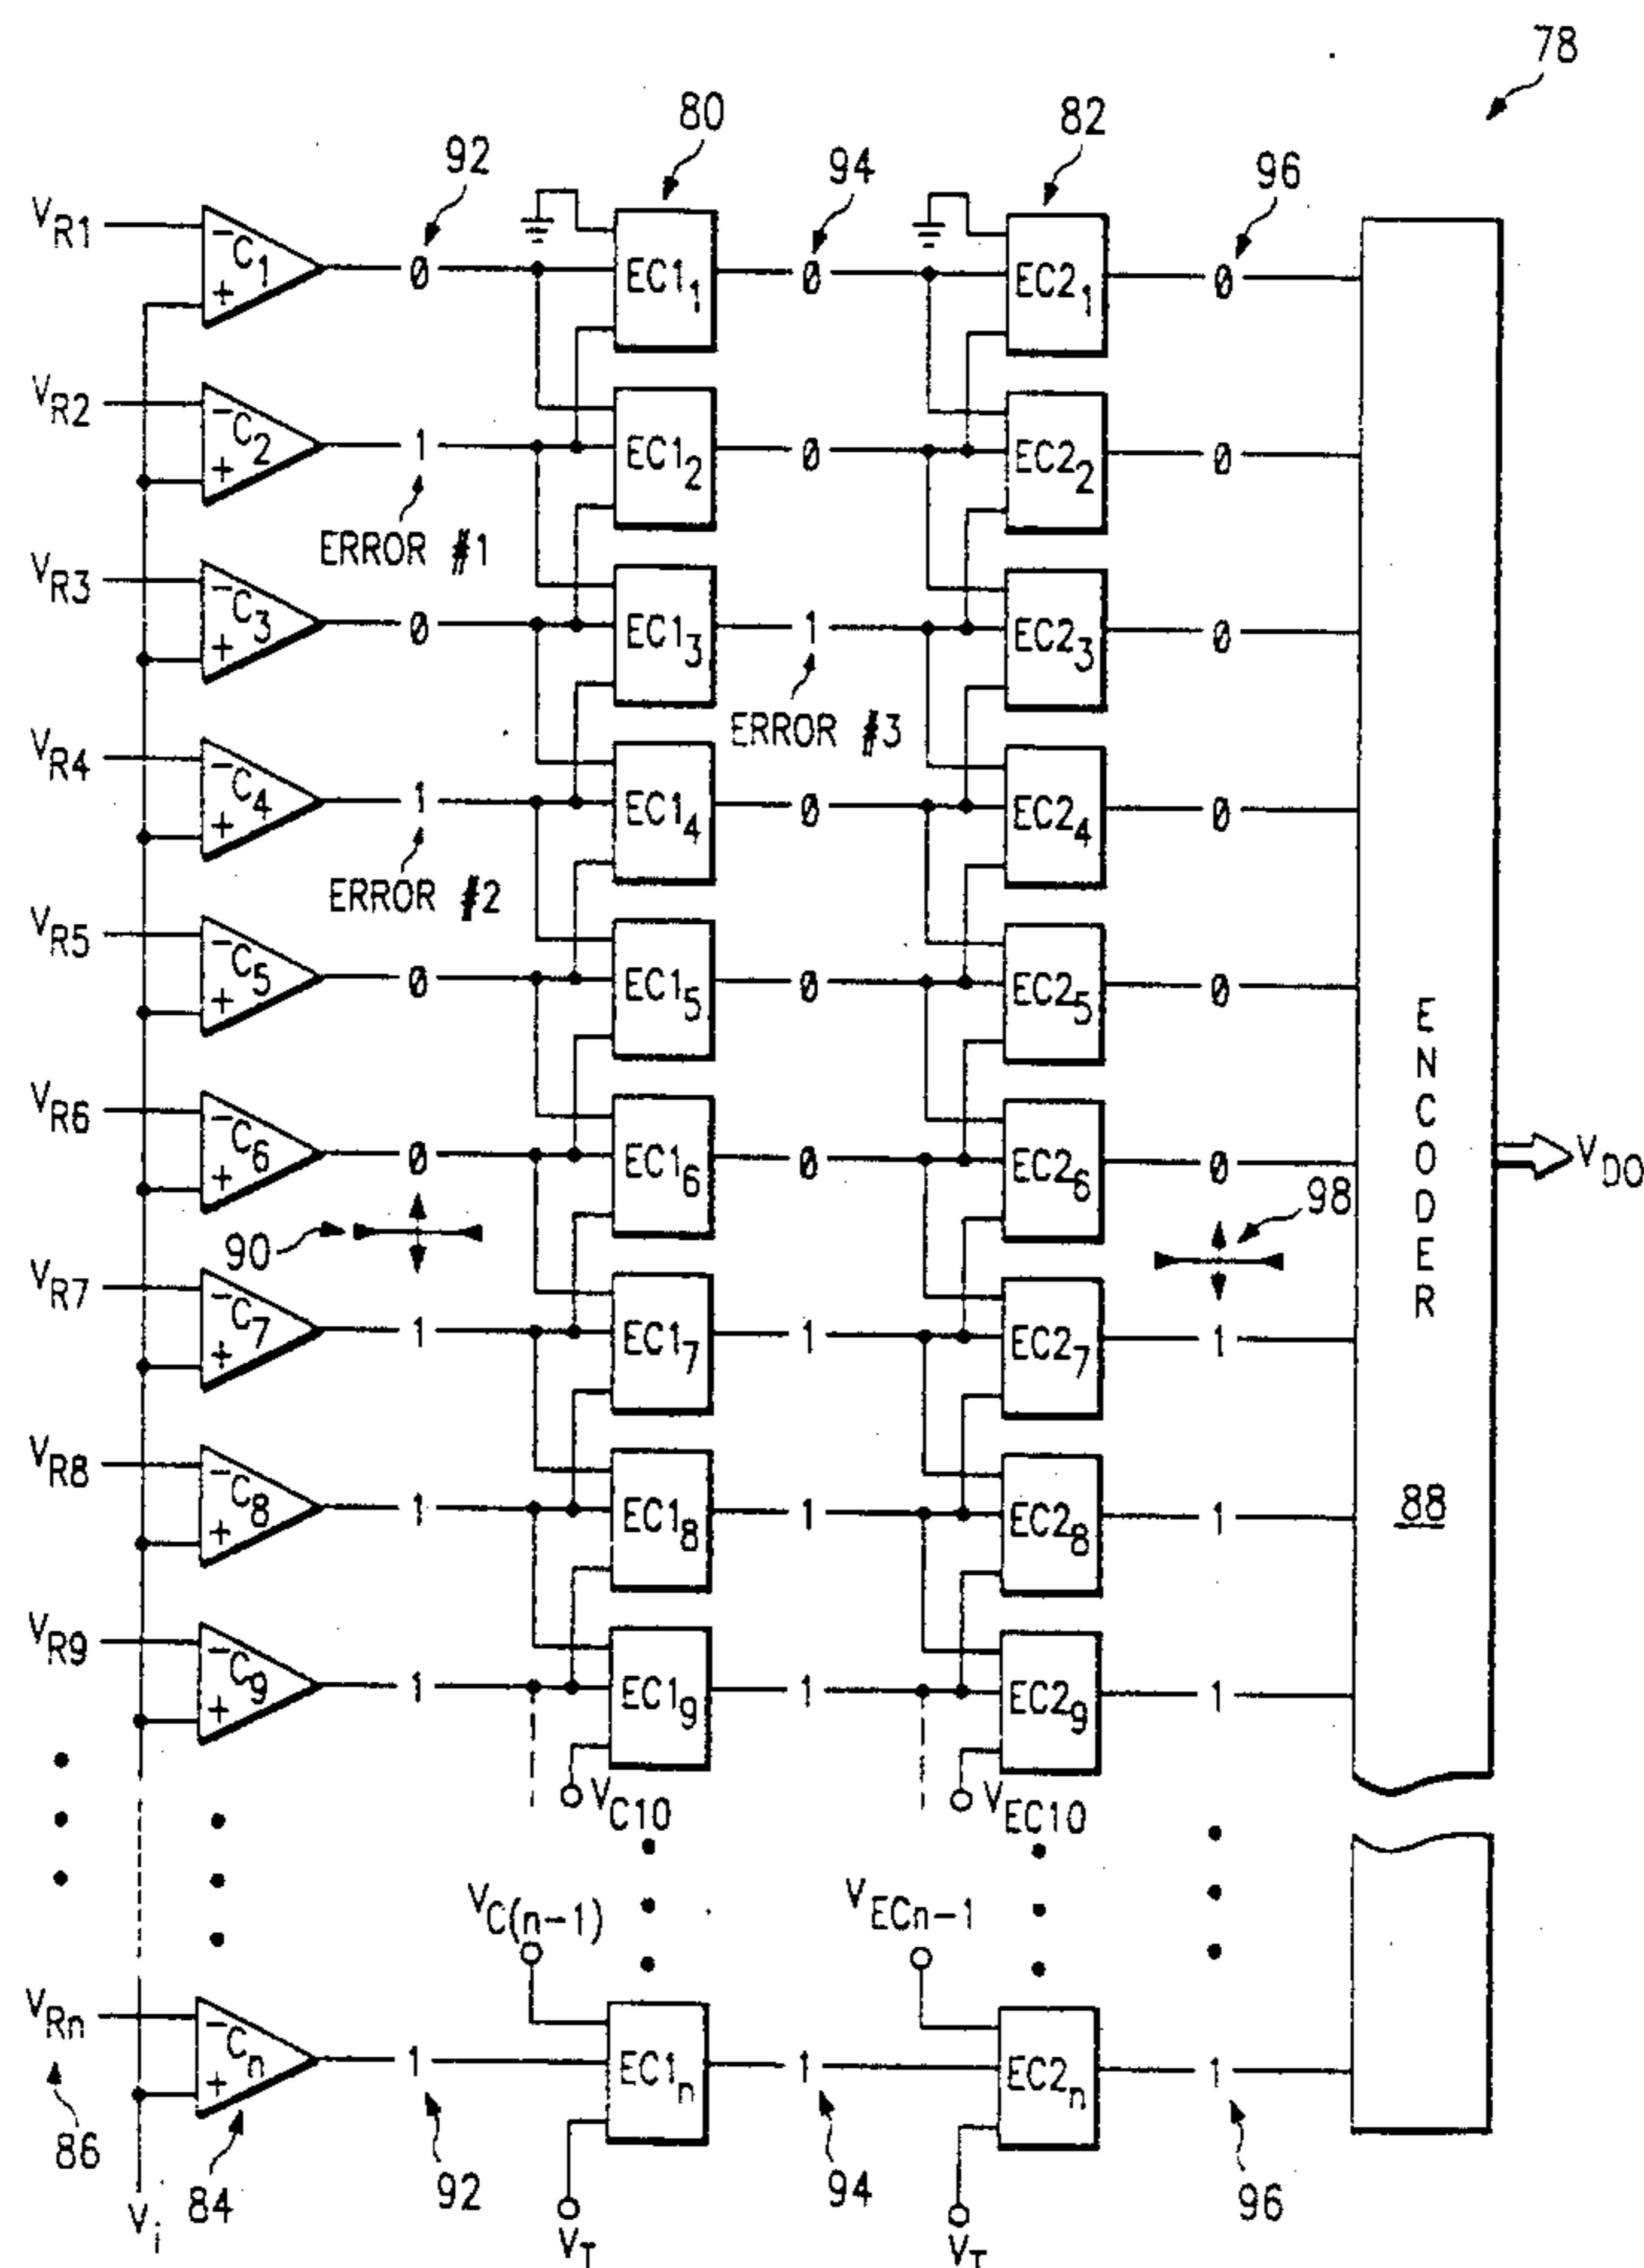 78
80
82
92
94
96
VR1
C1
0
EC11
0
EC21
0
VR2
C2
1
EC12
0
EC22
0
ERROR #1
VR3
C3
0
EC13
1
EC23
0
ERROR #3
VR4
C4
1
EC14
0
EC24
0
ERROR #2
VR5
C5
0
EC15
0
EC25
0
ENCODER
VR6
C6
0
EC16
0
EC26
0
VDO
90
98
VR7
C7
1
EC17
1
EC27
1
VR8
C8
1
EC18
1
EC28
1
88
VR9
C9
1
EC19
1
EC29
1
VC10
VEC10
VC(n-1)
VECn-1
VRn
Cn
1
EC1n
1
EC2n
1
86
84
92
94
96
Vi
VT
VT